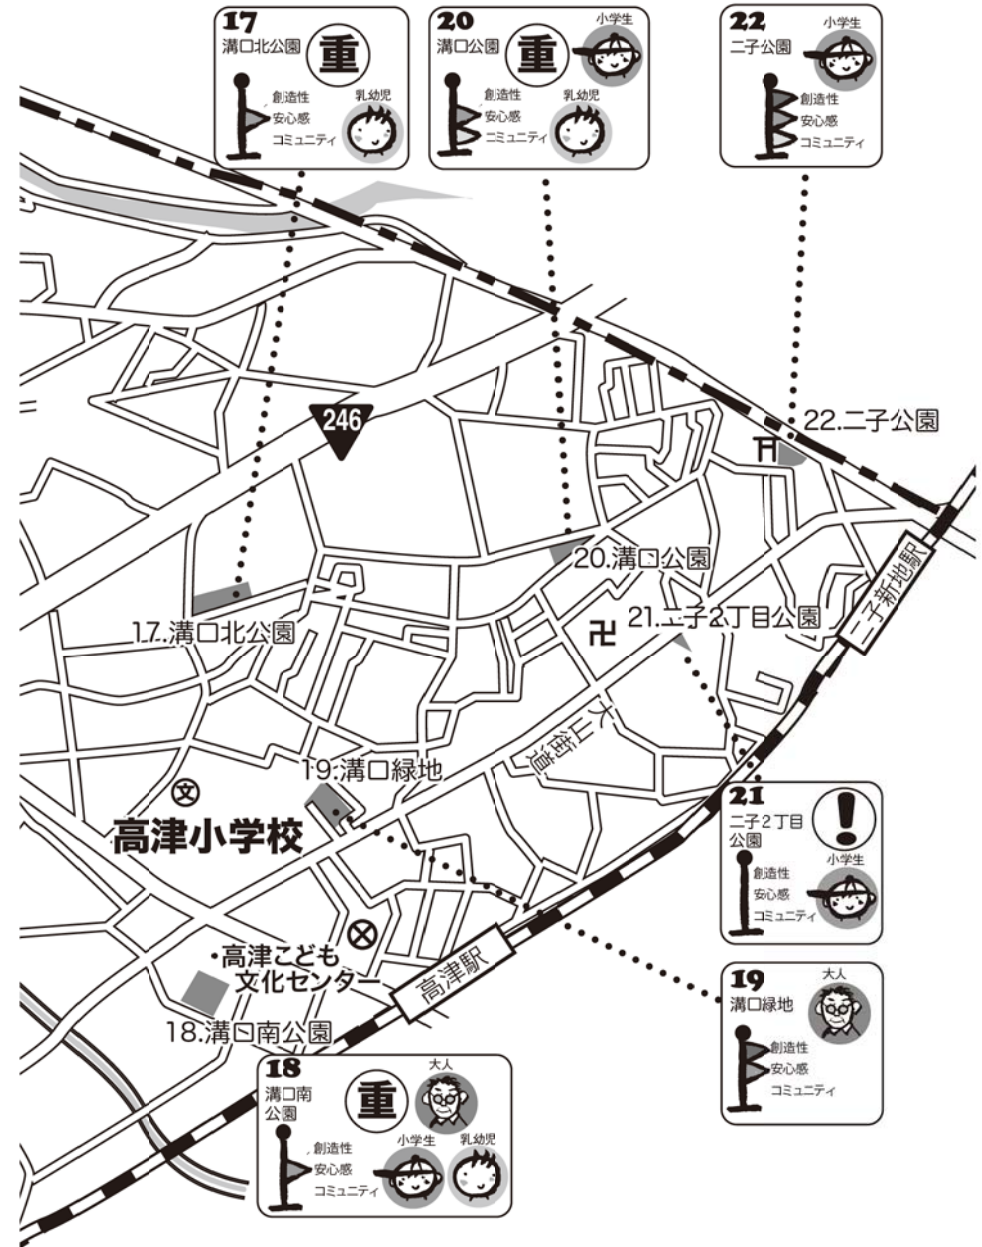 17
溝口北公園
重
創造性
安心感
コミュニティ
乳幼児
20
溝口公園
重
小学生
創造性
安心感
コミュニティ
乳幼児
22
二子公園
小学生
創造性
安心感
コミュニティ
246
22.二子公園
20.溝口公園
二子新地駅
21.二子2丁目公園
卍
17.溝口北公園
大山街道
19.溝口緑地
文
高津小学校
21
二子2丁目
公園
!
小学生
創造性
安心感
コミュニティ
高津こども
文化センター
高津駅
18.溝口南公園
19
溝口緑地
大人
創造性
安心感
コミュニティ
18
溝口南
公園
重
大人
創造性
安心感
コミュニティ
小学生
乳幼児